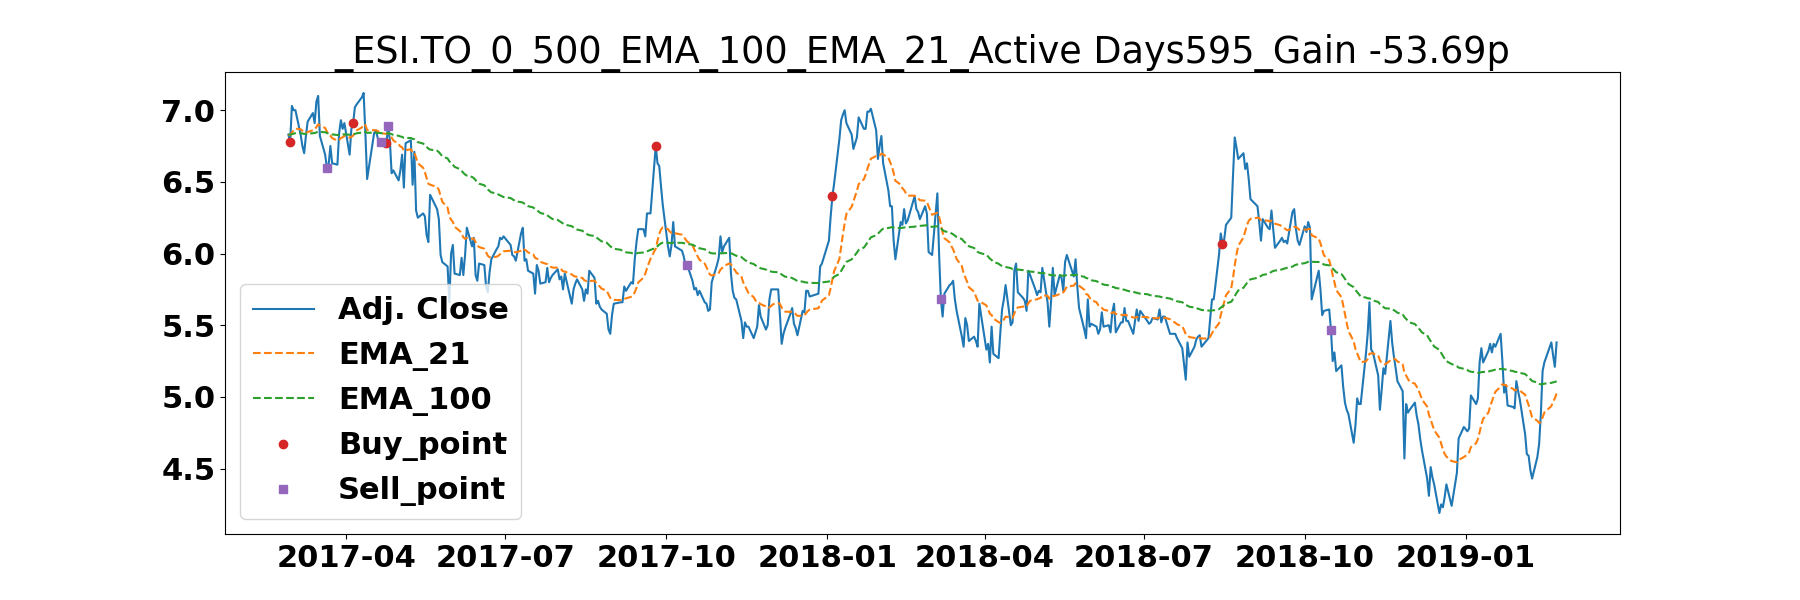 _ESI.TO_0_500_EMA_100_EMA_21_Active Days595_Gain -53.69p
7.0
6.5
6.0
5.5
5.0
4.5
Adj. Close
EMA_21
EMA_100
Buy_point
Sell_point
2017-04 2017-07 2017-10 2018-01 2018-04 2018-07 2018-10 2019-01